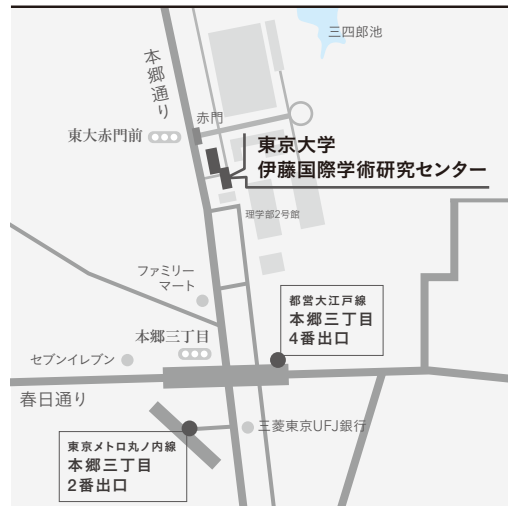 三四郎池
本郷通り
赤門
東大赤門前
東京大学
伊藤国際学術研究センター
理学部2号館
ファミリー
マート
都営大江戸線
本郷三丁目
4番出口
本郷三丁目
セブンイレブン
春日通り
三菱東京UFJ銀行
東京メトロ丸ノ内線
本郷三丁目
2番出口